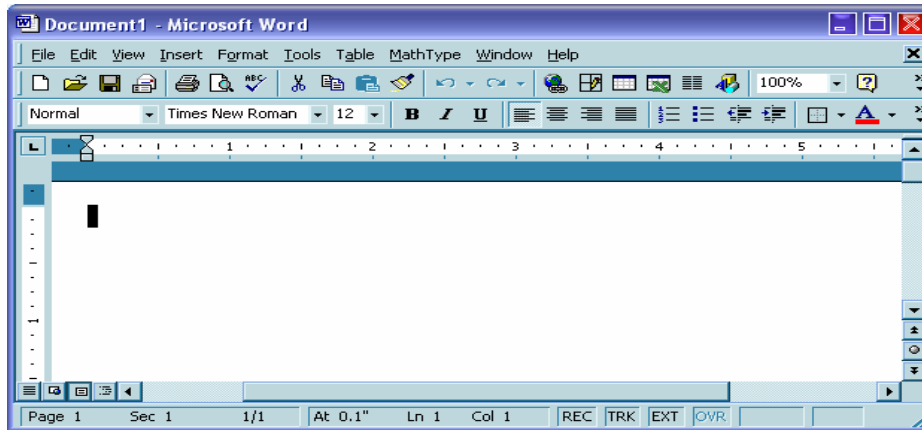 Document1 - Microsoft Word
File Edit View Insert Format Tools Table MathType Window Help
ABC 100%
Normal Times New Roman 12 B I U A
1 2 3 4 5
1
Page 1 Sec 1 1/1 At 0.1" Ln 1 Col 1 REC TRK EXT OVR